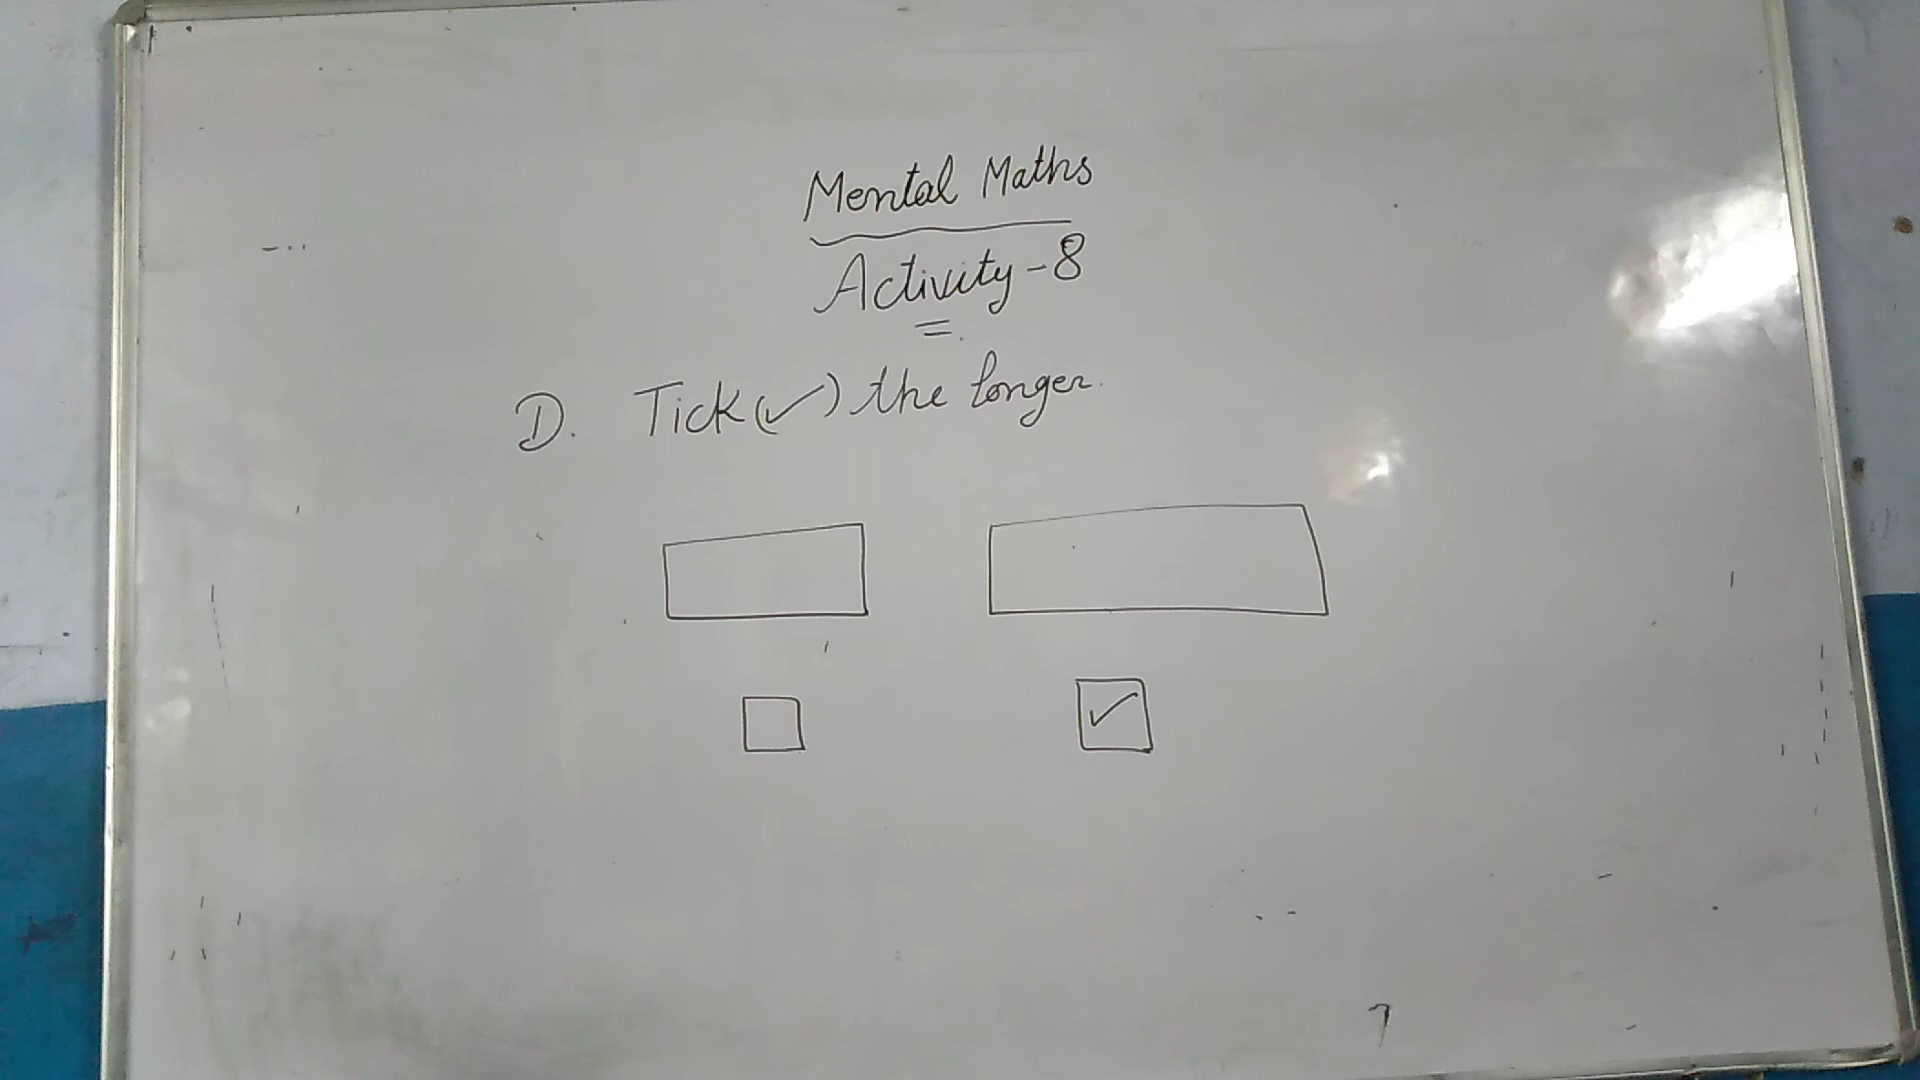 Mental Maths
Activity-8
D. Tick(✓) the longer.
✓